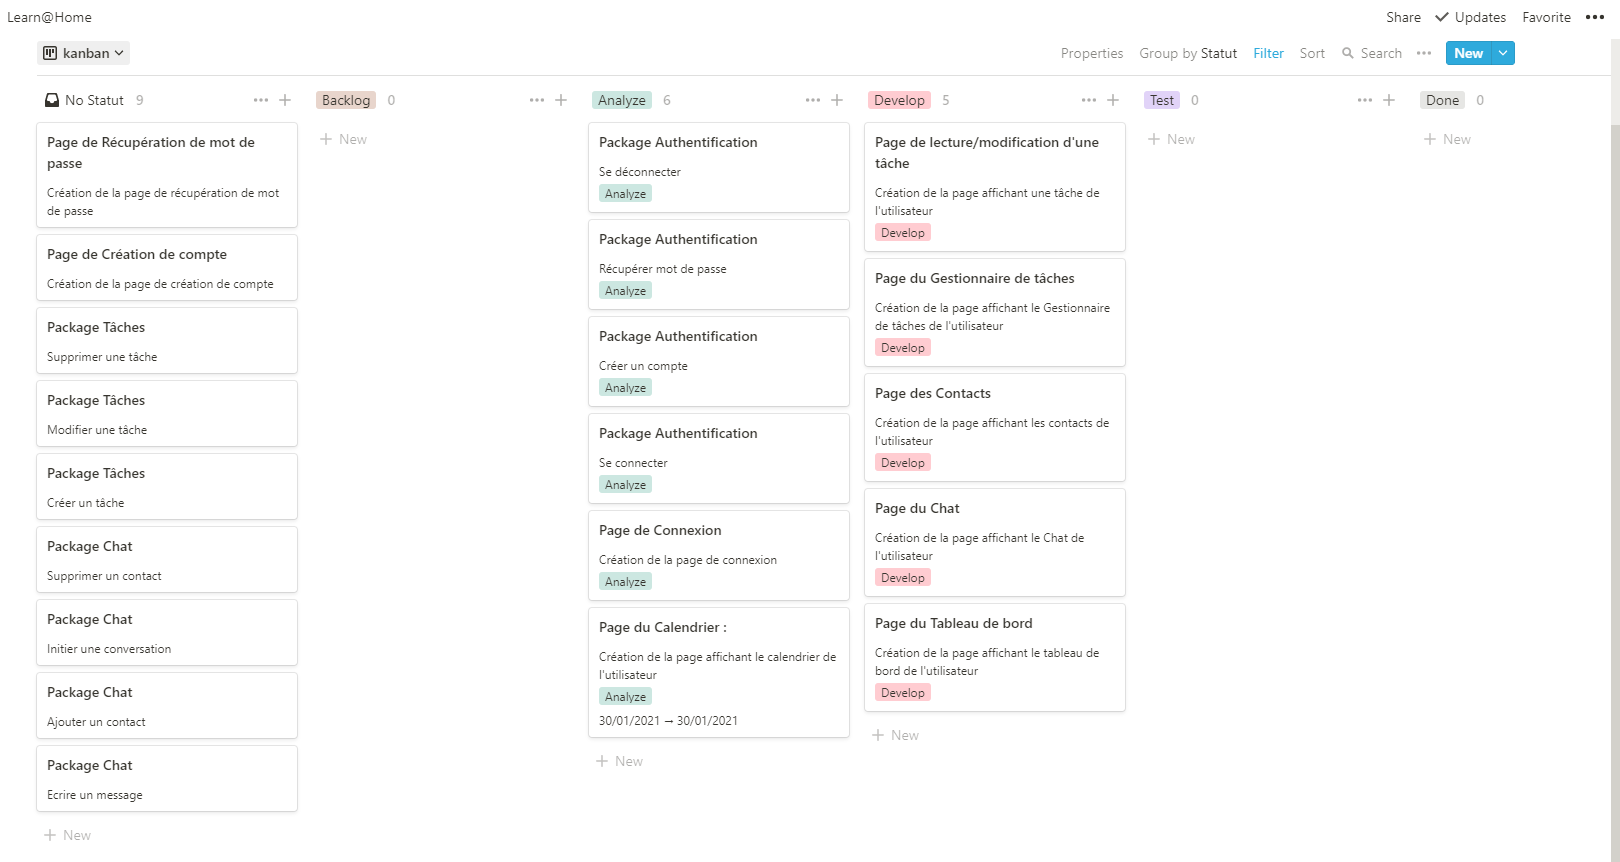 Learn@Home
Share Updates Favorite
kanban
Properties Group by Statut Filter Sort Search New
No Statut 9
Page de Récupération de mot de
passe
Création de la page de récupération de mot
de passe
Page de Création de compte
Création de la page de création de compte
Package Tâches
Supprimer une tâche
Package Tâches
Modifier une tâche
Package Tâches
Créer un tâche
Package Chat
Supprimer un contact
Package Chat
Initier une conversation
Package Chat
Ajouter un contact
Package Chat
Ecrire un message
+ New
Backlog 0
+ New
Analyze 6
Package Authentification
Se déconnecter
Analyze
Package Authentification
Récupérer mot de passe
Analyze
Package Authentification
Créer un compte
Analyze
Package Authentification
Se connecter
Analyze
Page de Connexion
Création de la page de connexion
Analyze
Page du Calendrier :
Création de la page affichant le calendrier de
l'utilisateur
Analyze
30/01/2021 → 30/01/2021
+ New
Develop 5
Page de lecture/modification d'une
tâche
Création de la page affichant une tâche de
l'utilisateur
Develop
Page du Gestionnaire de tâches
Création de la page affichant le Gestionnaire
de tâches de l'utilisateur
Develop
Page des Contacts
Création de la page affichant les contacts de
l'utilisateur
Develop
Page du Chat
Création de la page affichant le Chat de
l'utilisateur
Develop
Page du Tableau de bord
Création de la page affichant le tableau de
bord de l'utilisateur
Develop
+ New
Test 0
+ New
Done 0
+ New